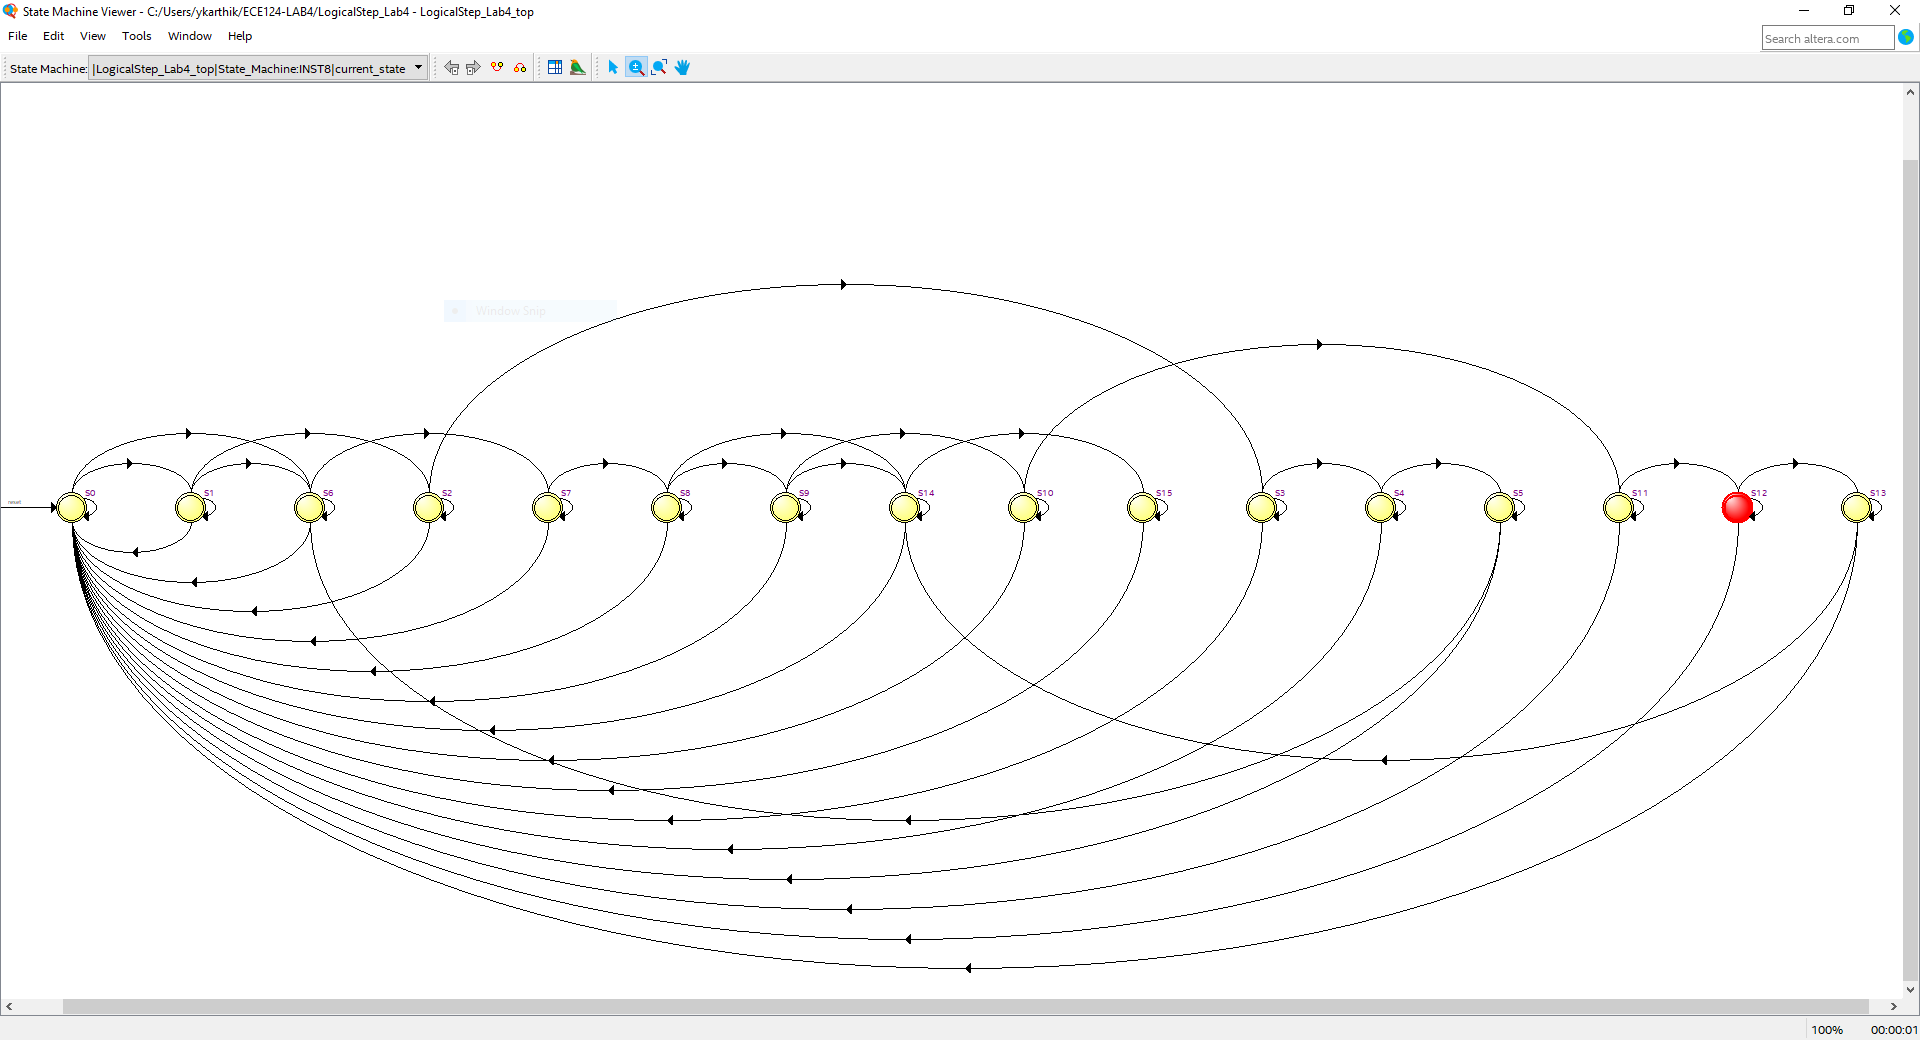 State Machine Viewer - C:/Users/ykarthik/ECE124-LAB4/LogicalStep_Lab4 - LogicalStep_Lab4_top
File Edit View Tools Window Help
Search altera.com
State Machine: |LogicalStep_Lab4_top|State_Machine:INST8|current_state
Window Snip
reset
S0 S1 S6 S2 S7 S8 S9 S14 S10 S15 S3 S4 S5 S11 S12 S13
100% 00:00:01